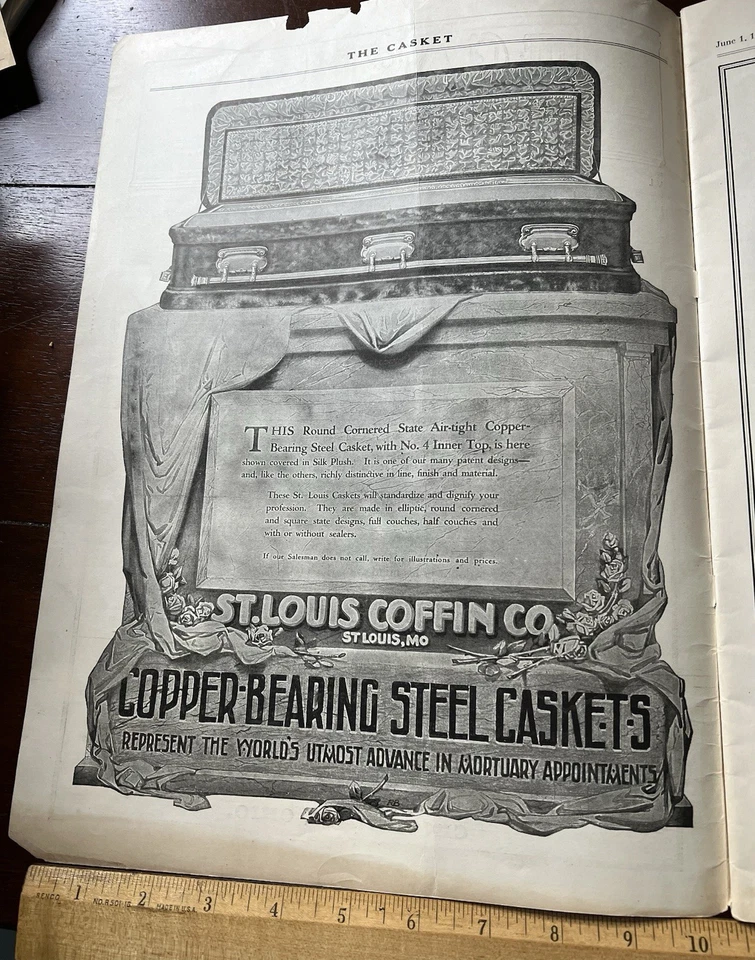 THE CASKET
June 1, 1
THIS Round Cornered State Air-tight Copper-
Bearing Steel Casket, with No. 4 Inner Top, is here
shown covered in Silk Plush. It is one of our many patent designs—
and, like the others, richly distinctive in line, finish and material.
These St. Louis Caskets will standardize and dignify your
profession. They are made in elliptic, round cornered
and square state designs, full couches, half couches and
with or without sealers.
If our Salesman does not call, write for illustrations and prices.
ST. LOUIS COFFIN CO.
ST LOUIS, MO
COPPER-BEARING STEEL CASKETS
REPRESENT THE WORLD'S UTMOST ADVANCE IN MORTUARY APPOINTMENTS
1 2 3 4 5 6 7 8 9 10
NO. R501-18 MADE IN U.S.A.